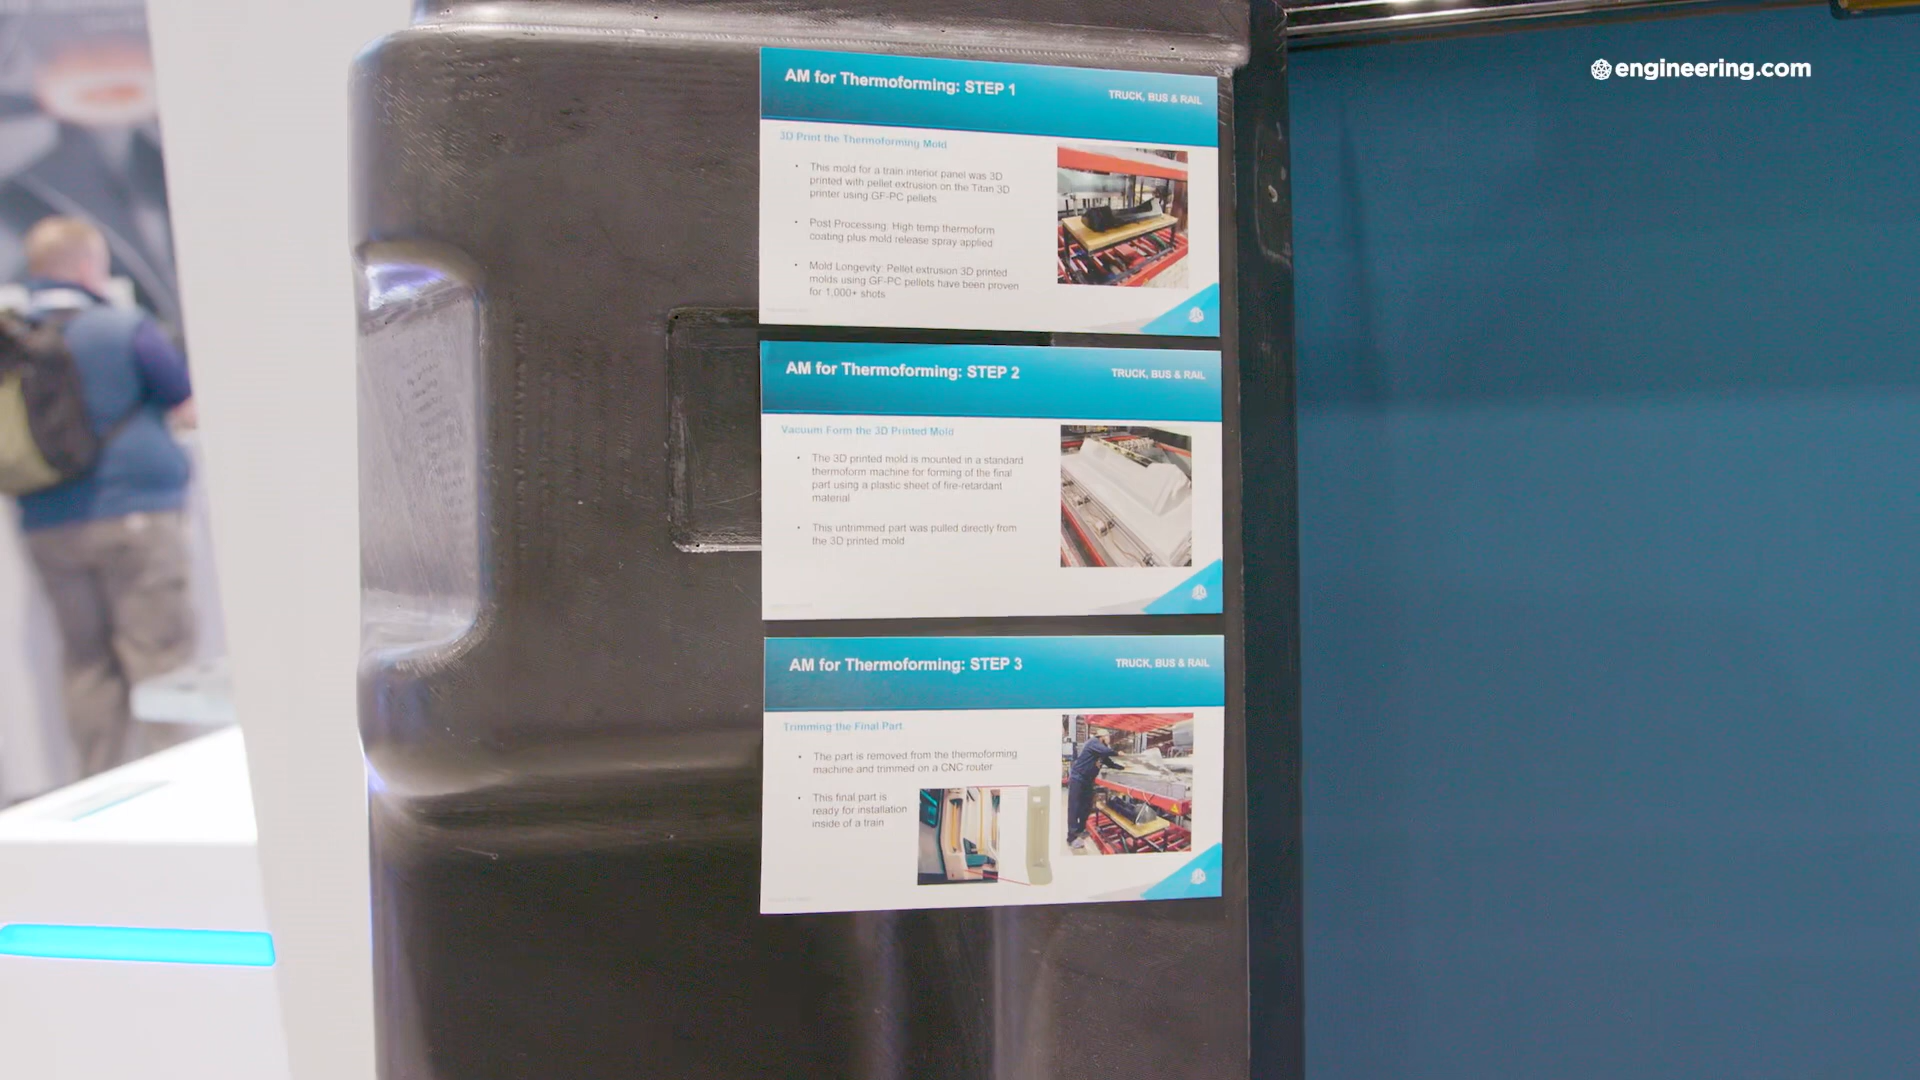 engineering.com
AM for Thermoforming: STEP 1
TRUCK, BUS & RAIL
3D Print the Thermoforming Mold
• This mold for a train interior panel was 3D
printed with pellet extrusion on the Titan 3D
printer using GF-PC pellets
• Post Processing: High temp thermoform
coating plus mold release spray applied
• Mold Longevity: Pellet extrusion 3D printed
molds using GF-PC pellets have been proven
for 1,000+ shots
AM for Thermoforming: STEP 2
TRUCK, BUS & RAIL
Vacuum Form the 3D Printed Mold
• The 3D printed mold is mounted in a standard
thermoform machine for forming of the final
part using a plastic sheet of fire-retardant
material
• This untrimmed part was pulled directly from
the 3D printed mold
AM for Thermoforming: STEP 3
TRUCK, BUS & RAIL
Trimming the Final Part
• The part is removed from the thermoforming
machine and trimmed on a CNC router
• This final part is
ready for installation
inside of a train